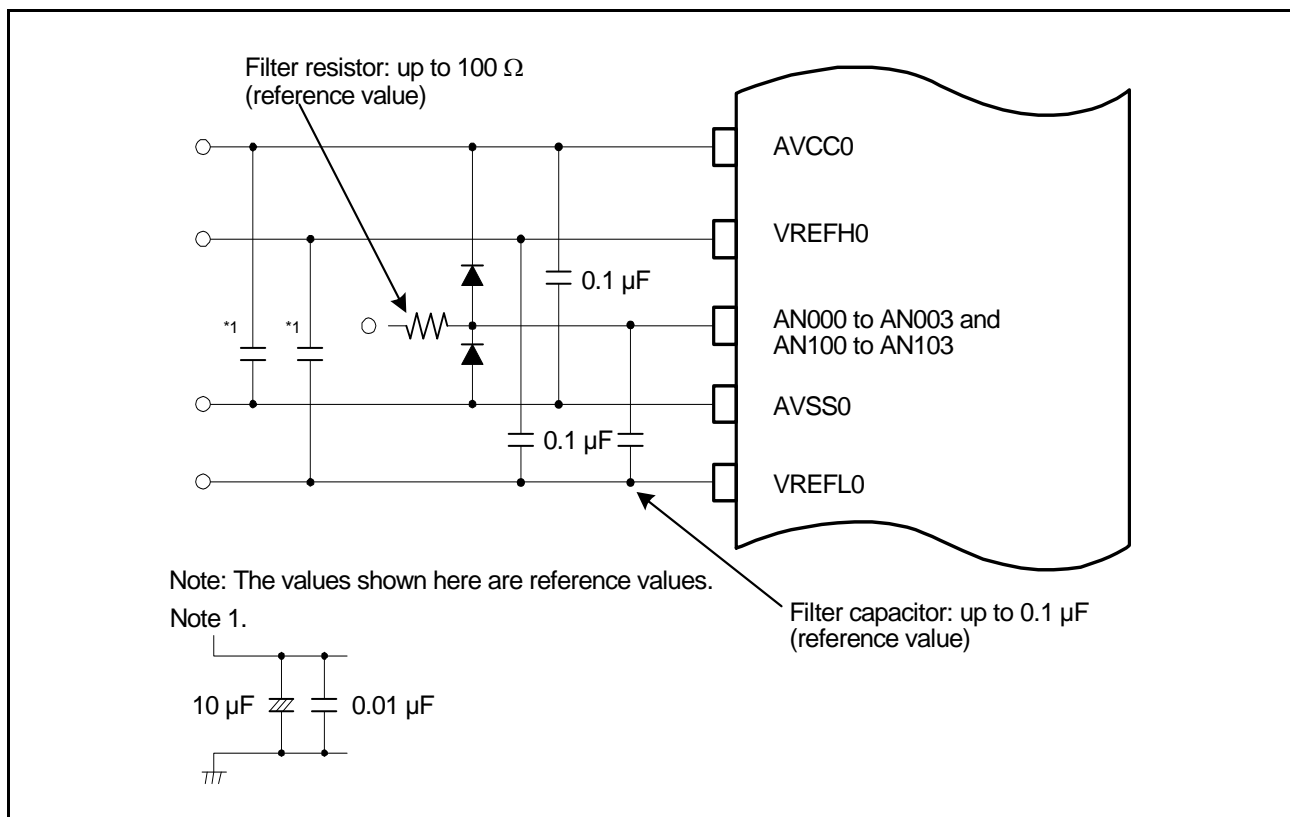 Filter resistor: up to 100 Ω
(reference value)
AVCC0
VREFH0
0.1 µF
*1
*1
AN000 to AN003 and
AN100 to AN103
AVSS0
0.1 µF
VREFL0
Note: The values shown here are reference values.
Note 1.
Filter capacitor: up to 0.1 µF
(reference value)
10 µF
0.01 µF